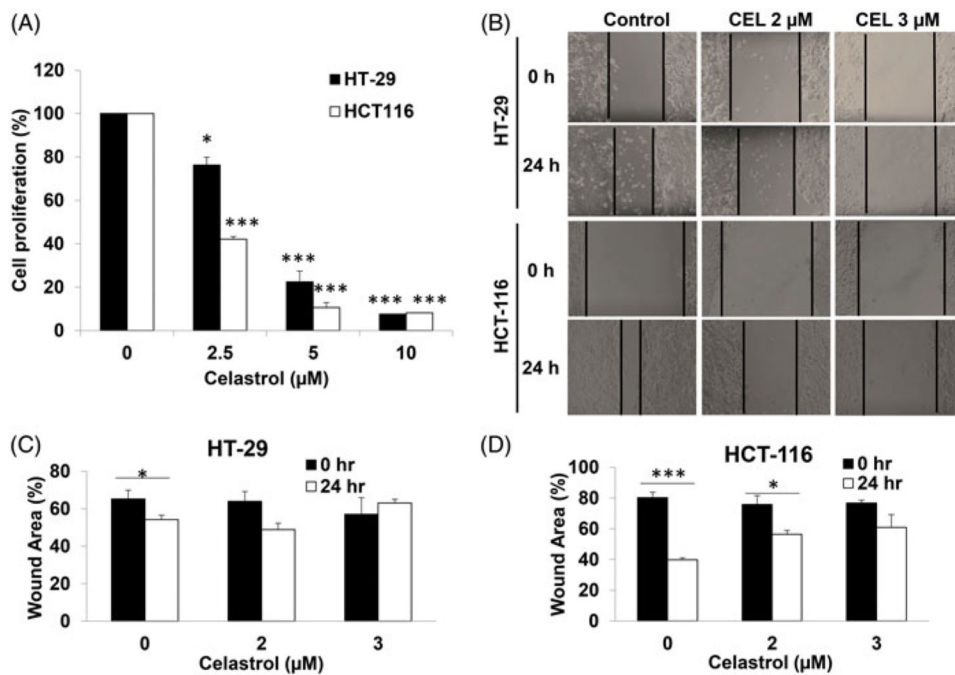 (A)
120
100
80
60
40
20
0
Cell proliferation (%)
HT-29
HCT116
*
***
***
***
*** ***
0 2.5 5 10
Celastrol (µM)
(B)
Control CEL 2 µM CEL 3 µM
HT-29
0 h
24 h
HCT-116
0 h
24 h
(C)
HT-29
0 hr
24 hr
80
60
40
20
0
Wound Area (%)
*
0 2 3
Celastrol (µM)
(D)
HCT-116
0 hr
24 hr
100
80
60
40
20
0
Wound Area (%)
***
*
0 2 3
Celastrol (µM)